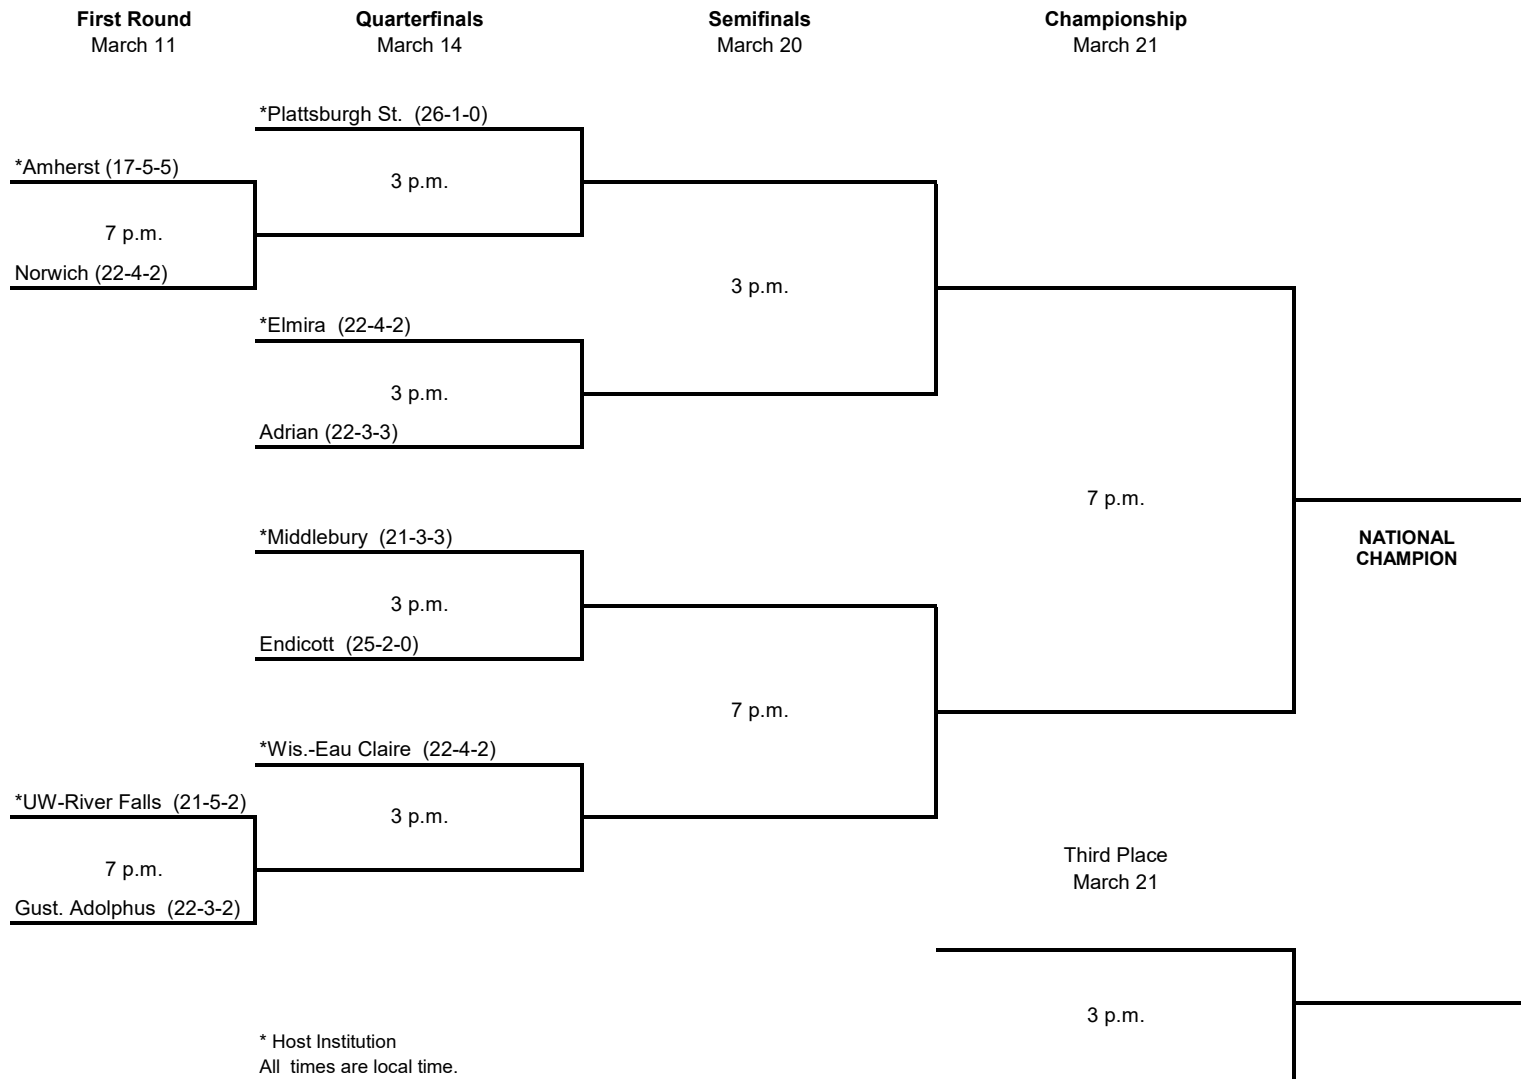 First Round
March 11
Quarterfinals
March 14
Semifinals
March 20
Championship
March 21
*Plattsburgh St.  (26-1-0)
*Amherst (17-5-5)
3 p.m.
7 p.m.
Norwich (22-4-2)
3 p.m.
*Elmira  (22-4-2)
3 p.m.
Adrian (22-3-3)
7 p.m.
*Middlebury  (21-3-3)
NATIONAL
CHAMPION
3 p.m.
Endicott  (25-2-0)
7 p.m.
*Wis.-Eau Claire  (22-4-2)
*UW-River Falls  (21-5-2)
3 p.m.
7 p.m.
Gust. Adolphus  (22-3-2)
Third Place
March 21
3 p.m.
* Host Institution
All  times are local time.